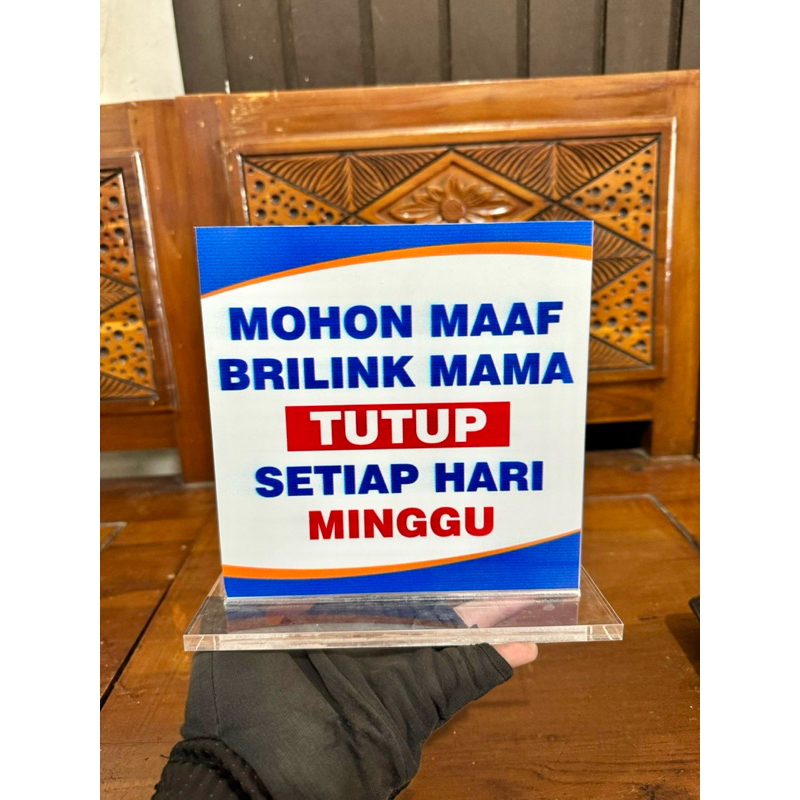 MOHON MAAF
BRILINK MAMA
TUTUP
SETIAP HARI
MINGGU